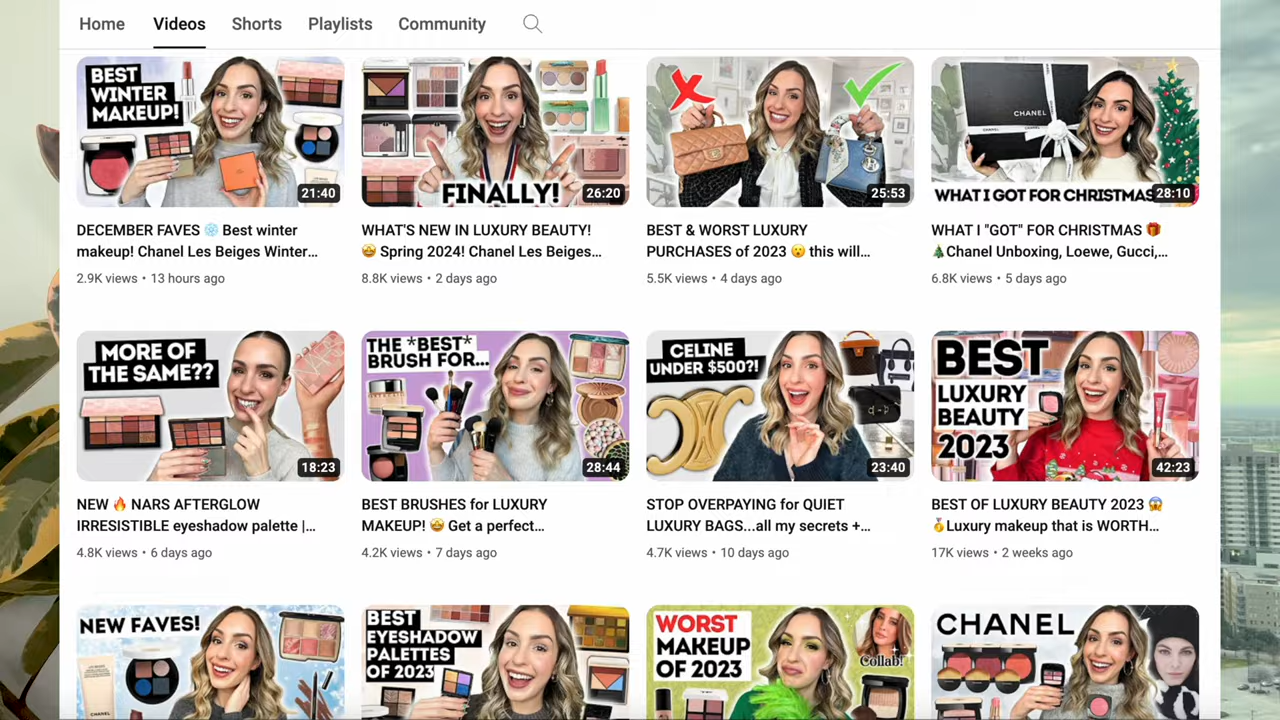 Home
Videos
Shorts
Playlists
Community
BEST
WINTER
MAKEUP!
21:40
FINALLY!
26:20
25:53
CHANEL
WHAT I GOT FOR CHRISTMAS
28:10
DECEMBER FAVES ❄️ Best winter
makeup! Chanel Les Beiges Winter...
2.9K views • 13 hours ago
WHAT'S NEW IN LUXURY BEAUTY!
🤩 Spring 2024! Chanel Les Beiges...
8.8K views • 2 days ago
BEST & WORST LUXURY
PURCHASES of 2023 😮 this will...
5.5K views • 4 days ago
WHAT I "GOT" FOR CHRISTMAS 🎁
🎄Chanel Unboxing, Loewe, Gucci,...
6.8K views • 5 days ago
MORE OF
THE SAME??
NARS
18:23
THE *BEST*
BRUSH FOR...
28:44
CELINE
UNDER $500?!
23:40
BEST
LUXURY
BEAUTY
2023
42:23
NEW 🔥 NARS AFTERGLOW
IRRESISTIBLE eyeshadow palette |...
4.8K views • 6 days ago
BEST BRUSHES for LUXURY
MAKEUP! 🤩 Get a perfect...
4.2K views • 7 days ago
STOP OVERPAYING for QUIET
LUXURY BAGS...all my secrets +...
4.7K views • 10 days ago
BEST OF LUXURY BEAUTY 2023 😱
🥇Luxury makeup that is WORTH...
17K views • 2 weeks ago
NEW FAVES!
CHANEL
BEST
EYESHADOW
PALETTES
OF 2023
WORST
MAKEUP
OF 2023
Collab!
CHANEL